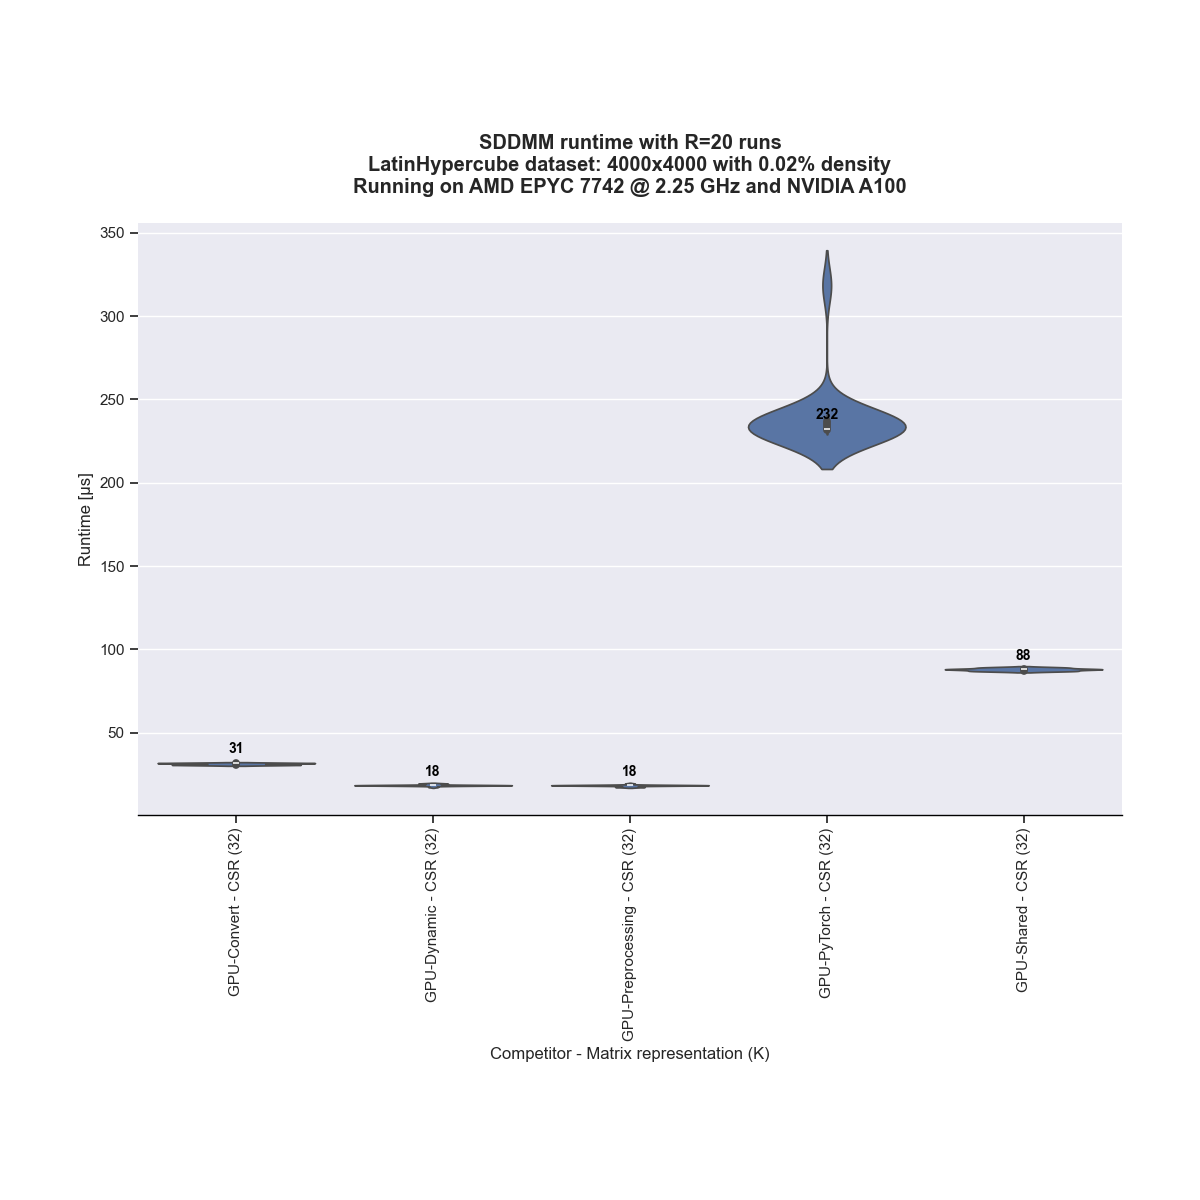 SDDMM runtime with R=20 runs
LatinHypercube dataset: 4000x4000 with 0.02% density
Running on AMD EPYC 7742 @ 2.25 GHz and NVIDIA A100
Runtime [µs]
350
300
250
200
150
100
50
31
18
18
232
88
GPU-Convert - CSR (32)
GPU-Dynamic - CSR (32)
GPU-Preprocessing - CSR (32)
GPU-PyTorch - CSR (32)
GPU-Shared - CSR (32)
Competitor - Matrix representation (K)